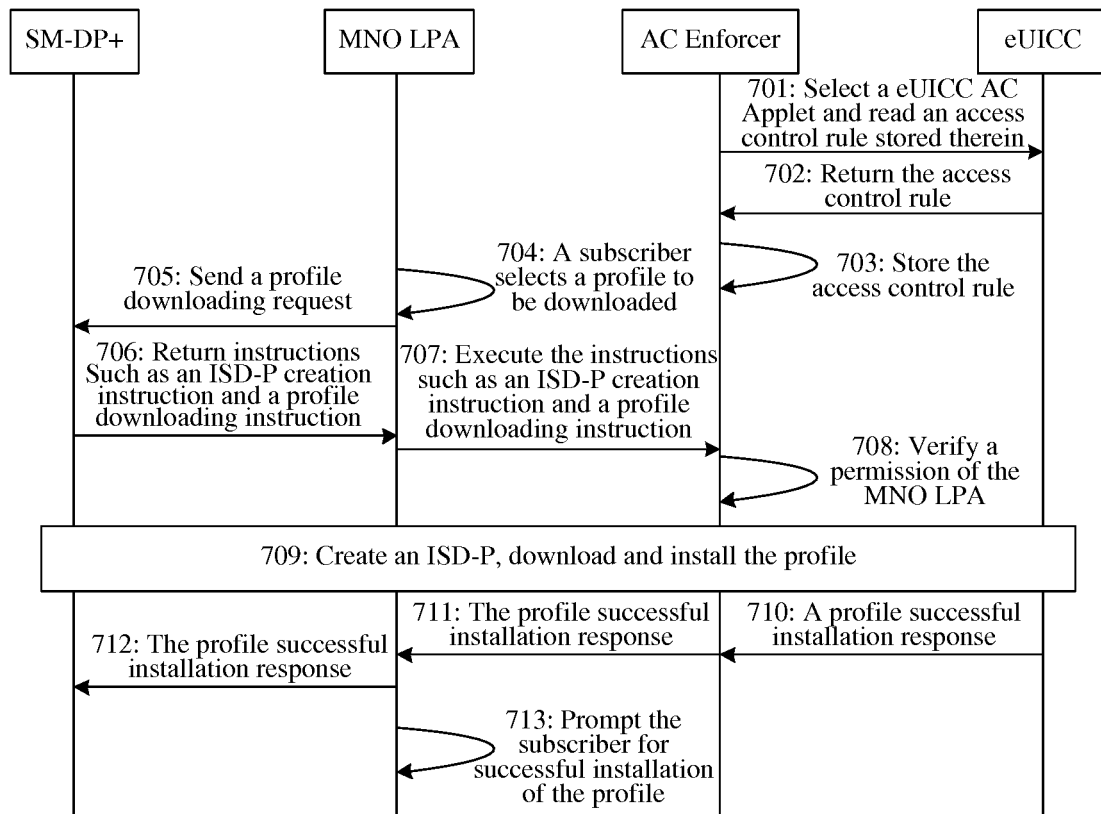 SM-DP+
MNO LPA
AC Enforcer
eUICC
701: Select a eUICC AC
Applet and read an access
control rule stored therein
702: Return the access
control rule
703: Store the
access control rule
704: A subscriber
selects a profile to
be downloaded
705: Send a profile
downloading request
706: Return instructions
Such as an ISD-P creation
instruction and a profile
downloading instruction
707: Execute the instructions
such as an ISD-P creation
instruction and a profile
downloading instruction
708: Verify a
permission of the
MNO LPA
709: Create an ISD-P, download and install the profile
710: A profile successful
installation response
711: The profile successful
installation response
712: The profile successful
installation response
713: Prompt the
subscriber for
successful installation
of the profile